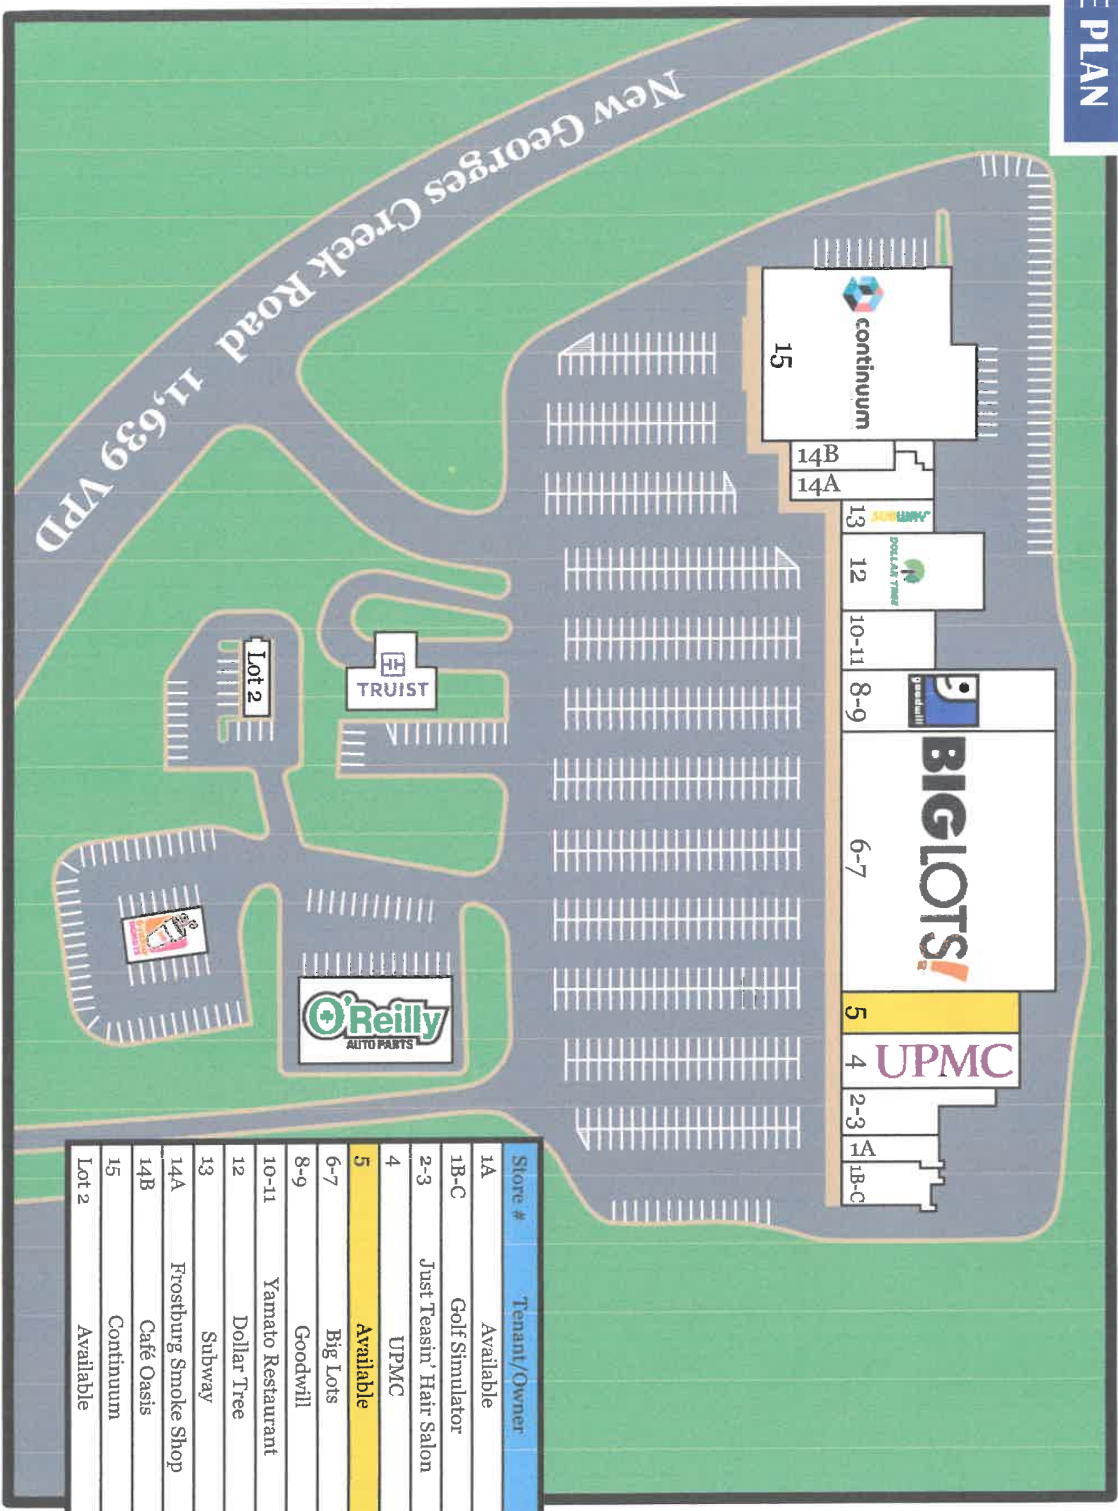 E PLAN
New Georges Creek Road 11,639 VPD
continuum
15
14B
14A
13
SUBWAY
12
DOLLAR TREE
10-11
8-9
goodwill
BIG LOTS!
6-7
5
4
UPMC
2-3
1A
1B-C
TRUIST
Lot 2
DONUTS
O'Reilly
AUTO PARTS
Store # Tenant/Owner
1A Available
1B-C Golf Simulator
2-3 Just Teasin' Hair Salon
4 UPMC
5 Available
6-7 Big Lots
8-9 Goodwill
10-11 Yamato Restaurant
12 Dollar Tree
13 Subway
14A Frostburg Smoke Shop
14B Café Oasis
15 Continuum
Lot 2 Available